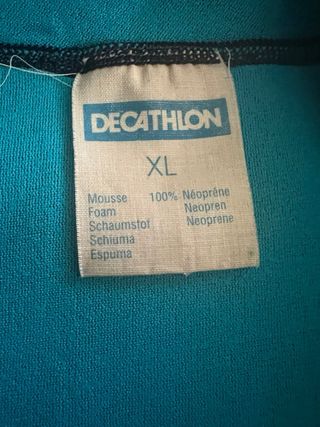 DECATHLON
XL
Mousse 100% Néoprène
Foam Neopren
Schaumstof Neoprene
Schiuma
Espuma